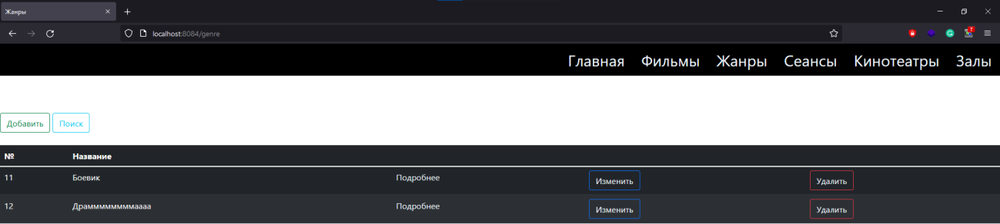 Жанры
localhost:8084/genre
Главная Фильмы Жанры Сеансы Кинотеатры Залы
Добавить Поиск
№ Название
11 Боевик Подробнее Изменить Удалить
12 Драммммммммаааа Подробнее Изменить Удалить